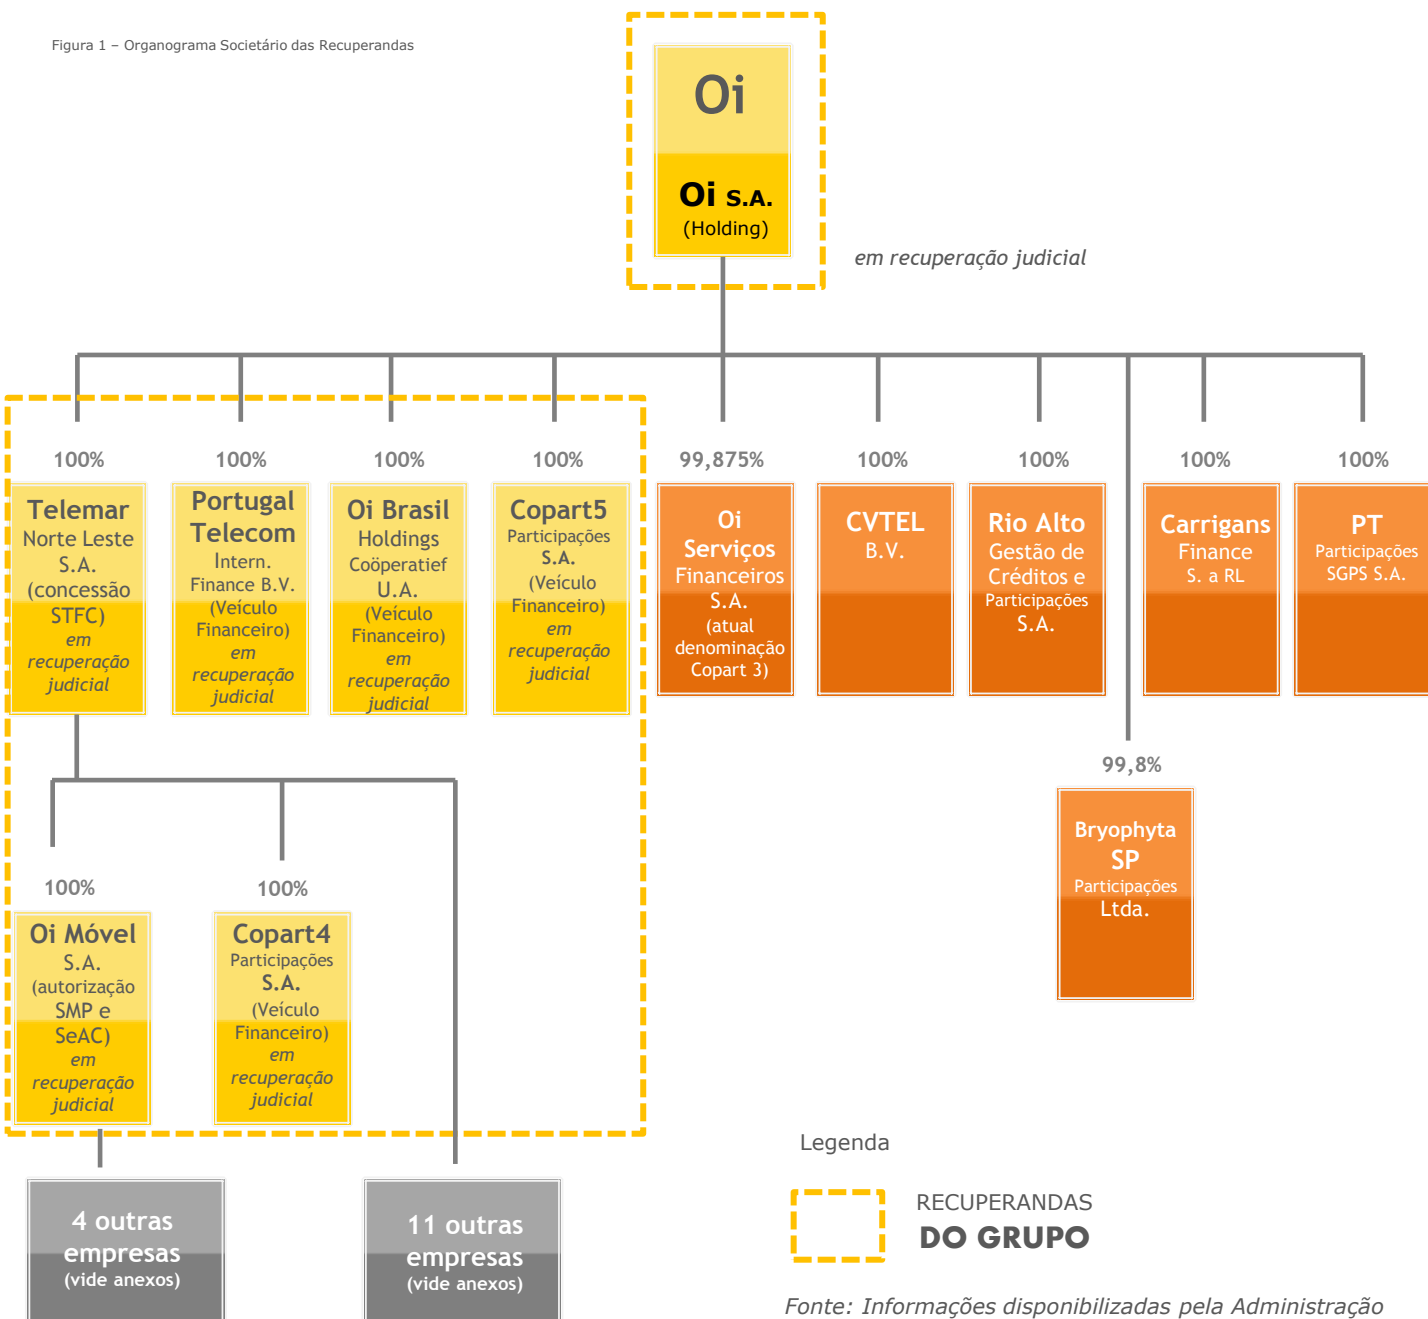 Figura 1 – Organograma Societário das Recuperandas
Oi
Oi S.A.
(Holding)
em recuperação judicial
100%
100%
100%
100%
99,875%
100%
100%
100%
100%
Telemar
Norte Leste
S.A.
(concessão
STFC)
em
recuperação
judicial
Portugal
Telecom
Intern.
Finance B.V.
(Veículo
Financeiro)
em
recuperação
judicial
Oi Brasil
Holdings
Coöperatief
U.A.
(Veículo
Financeiro)
em
recuperação
judicial
Copart5
Participações
S.A.
(Veículo
Financeiro)
em
recuperação
judicial
Oi
Serviços
Financeiros
S.A.
(atual
denominação
Copart 3)
CVTEL
B.V.
Rio Alto
Gestão de
Créditos e
Participações
S.A.
Carrigans
Finance
S. a RL
PT
Participações
SGPS S.A.
99,8%
Bryophyta
SP
Participações
Ltda.
100%
100%
Oi Móvel
S.A.
(autorização
SMP e
SeAC)
em
recuperação
judicial
Copart4
Participações
S.A.
(Veículo
Financeiro)
em
recuperação
judicial
4 outras
empresas
(vide anexos)
11 outras
empresas
(vide anexos)
Legenda
RECUPERANDAS
DO GRUPO
Fonte: Informações disponibilizadas pela Administração